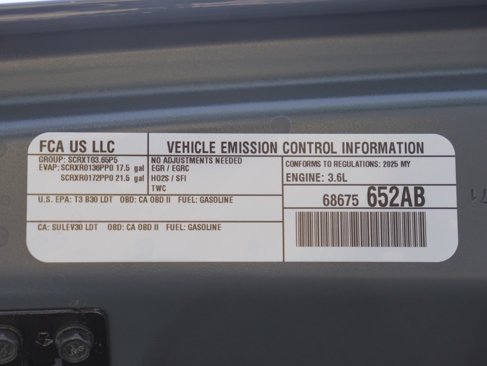 FCA US LLC
VEHICLE EMISSION CONTROL INFORMATION
GROUP: SCRXT03.65P5
EVAP: SCRXR0136PP0 17.5 gal
SCRXR0172PP0 21.5 gal
NO ADJUSTMENTS NEEDED
EGR / EGRC
HO2S / SFI
TWC
CONFORMS TO REGULATIONS: 2025 MY
ENGINE: 3.6L
U.S. EPA: T3 B30 LDT OBD: CA OBD II FUEL: GASOLINE
68675 652AB
CA: SULEV30 LDT OBD: CA OBD II FUEL: GASOLINE